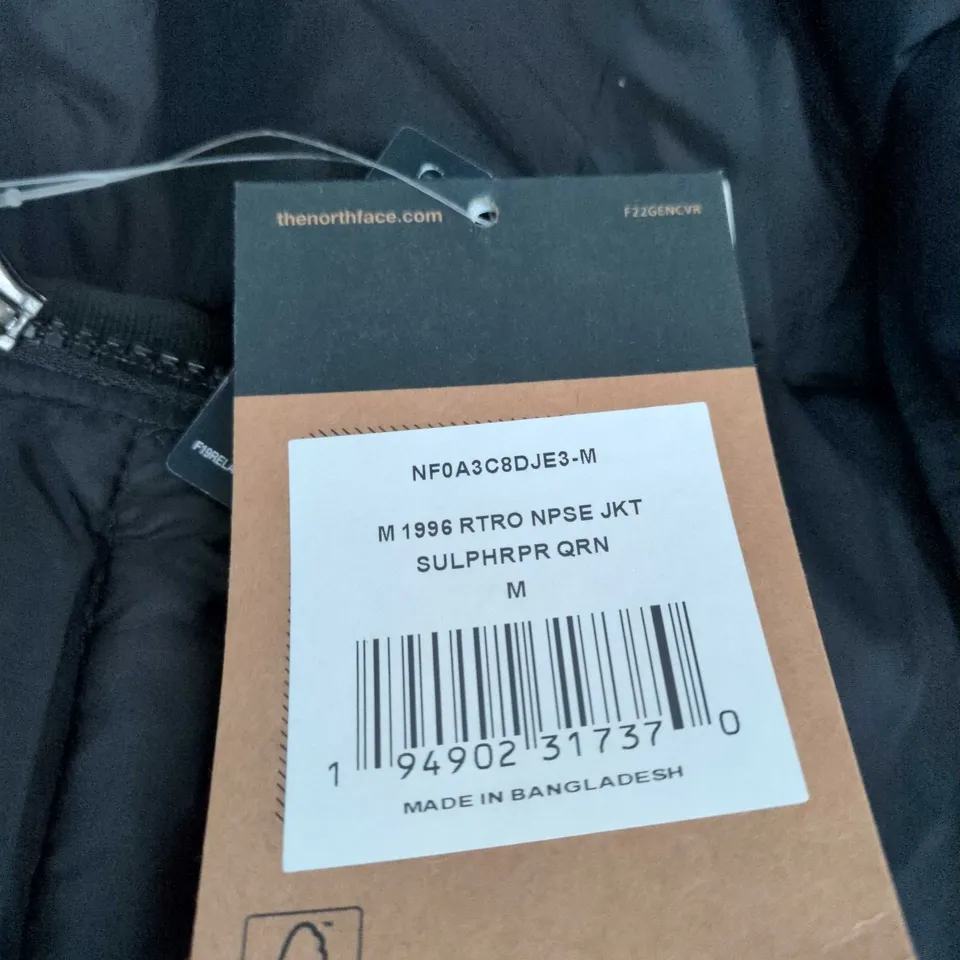 thenorthface.com
F22GENCVR
NF0A3C8DJE3-M
M 1996 RTRO NPSE JKT
SULPHRPR QRN
M
1 94902 31737 0
MADE IN BANGLADESH